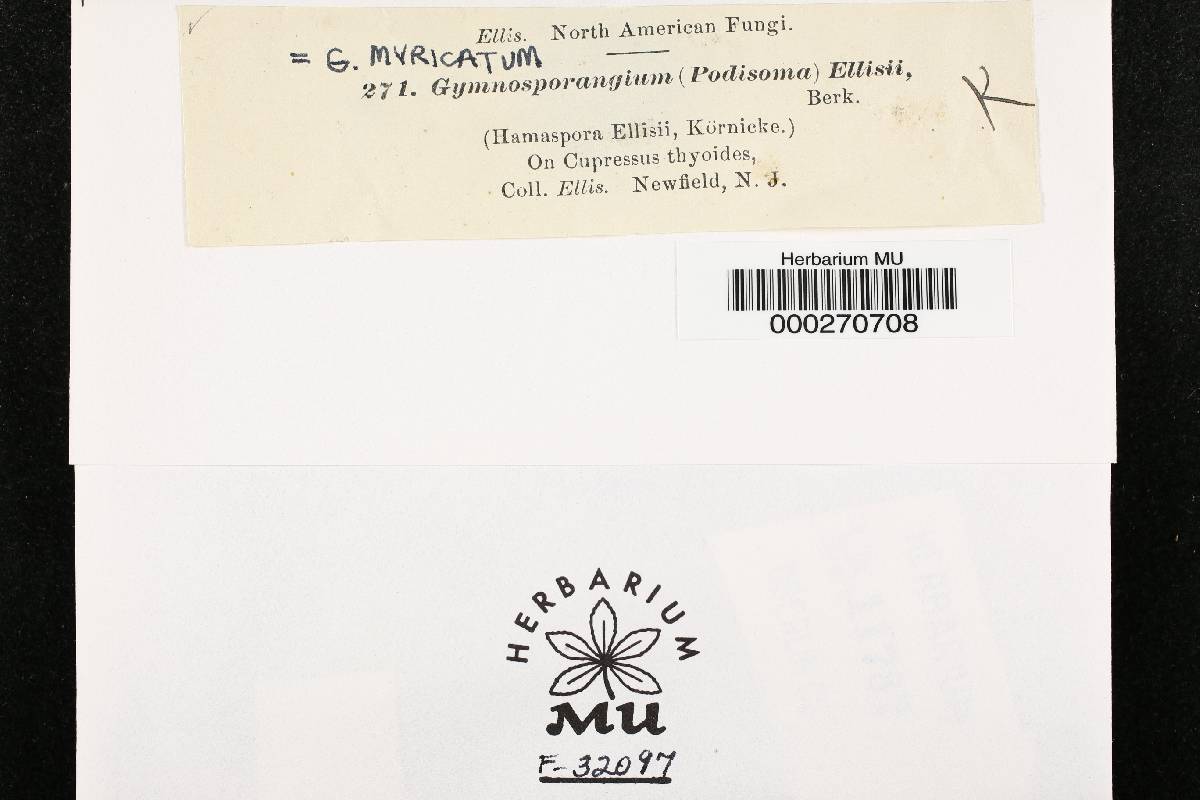 Ellis. North American Fungi.
= G. MYRICATUM
271. Gymnosporangium (Podisoma) Ellisii,
Berk.
K
(Hamaspora Ellisii, Körnicke.)
On Cupressus thyoides,
Coll. Ellis. Newfield, N. J.
Herbarium MU
000270708
HERBARIUM
MU
F-32097